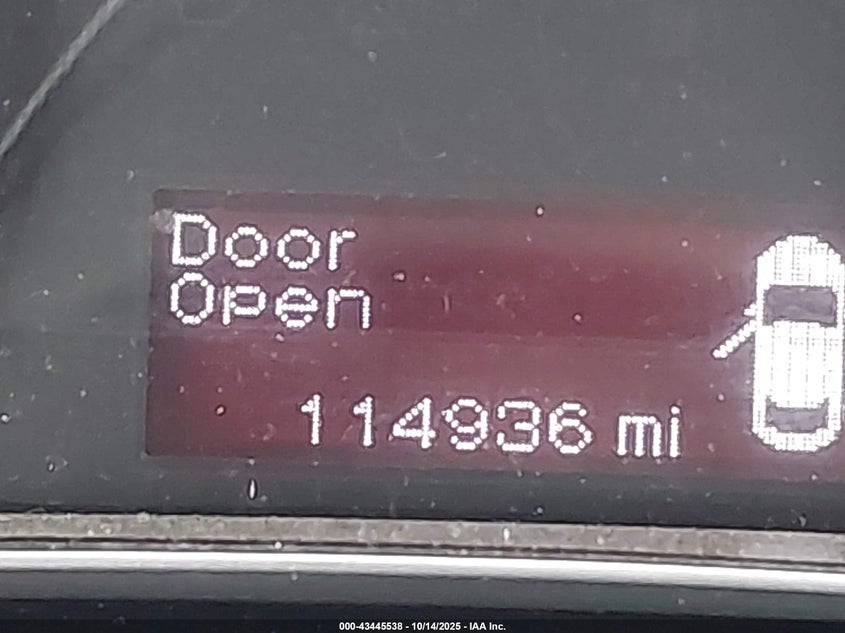 Door
Open
114936 mi
000-43445538 - 10/14/2025 - IAA Inc.